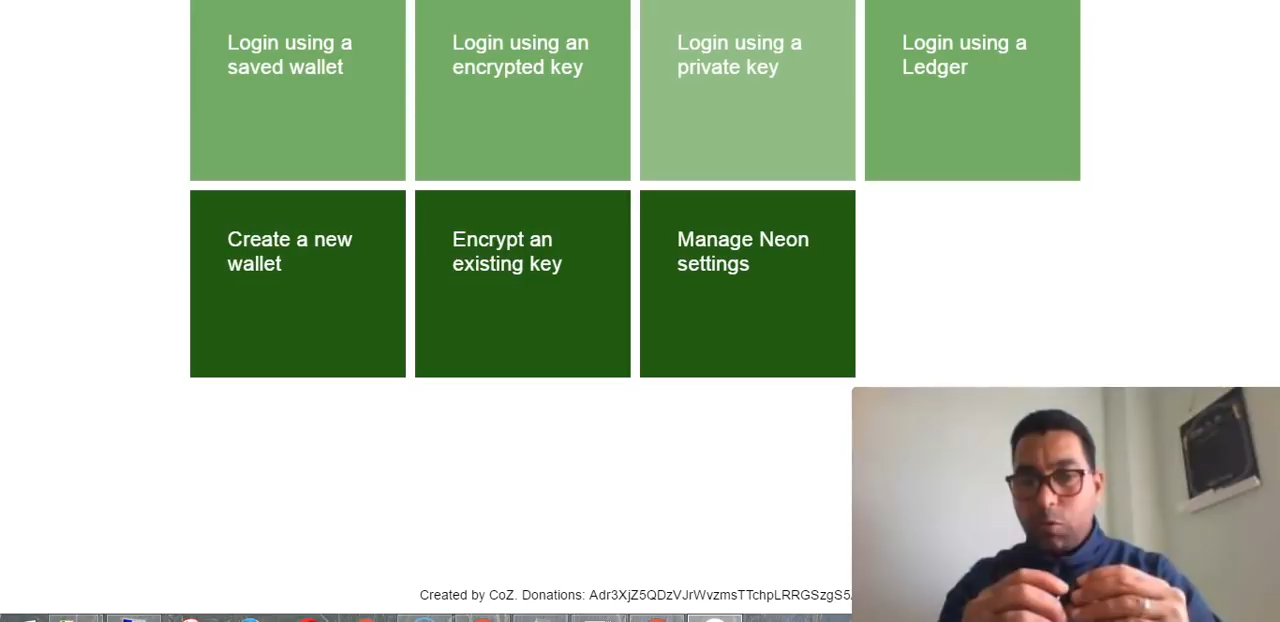 Login using a
saved wallet
Login using an
encrypted key
Login using a
private key
Login using a
Ledger
Create a new
wallet
Encrypt an
existing key
Manage Neon
settings
Created by CoZ. Donations: Adr3XjZ5QDzVJrWvzmsTTchpLRRGSzgS5